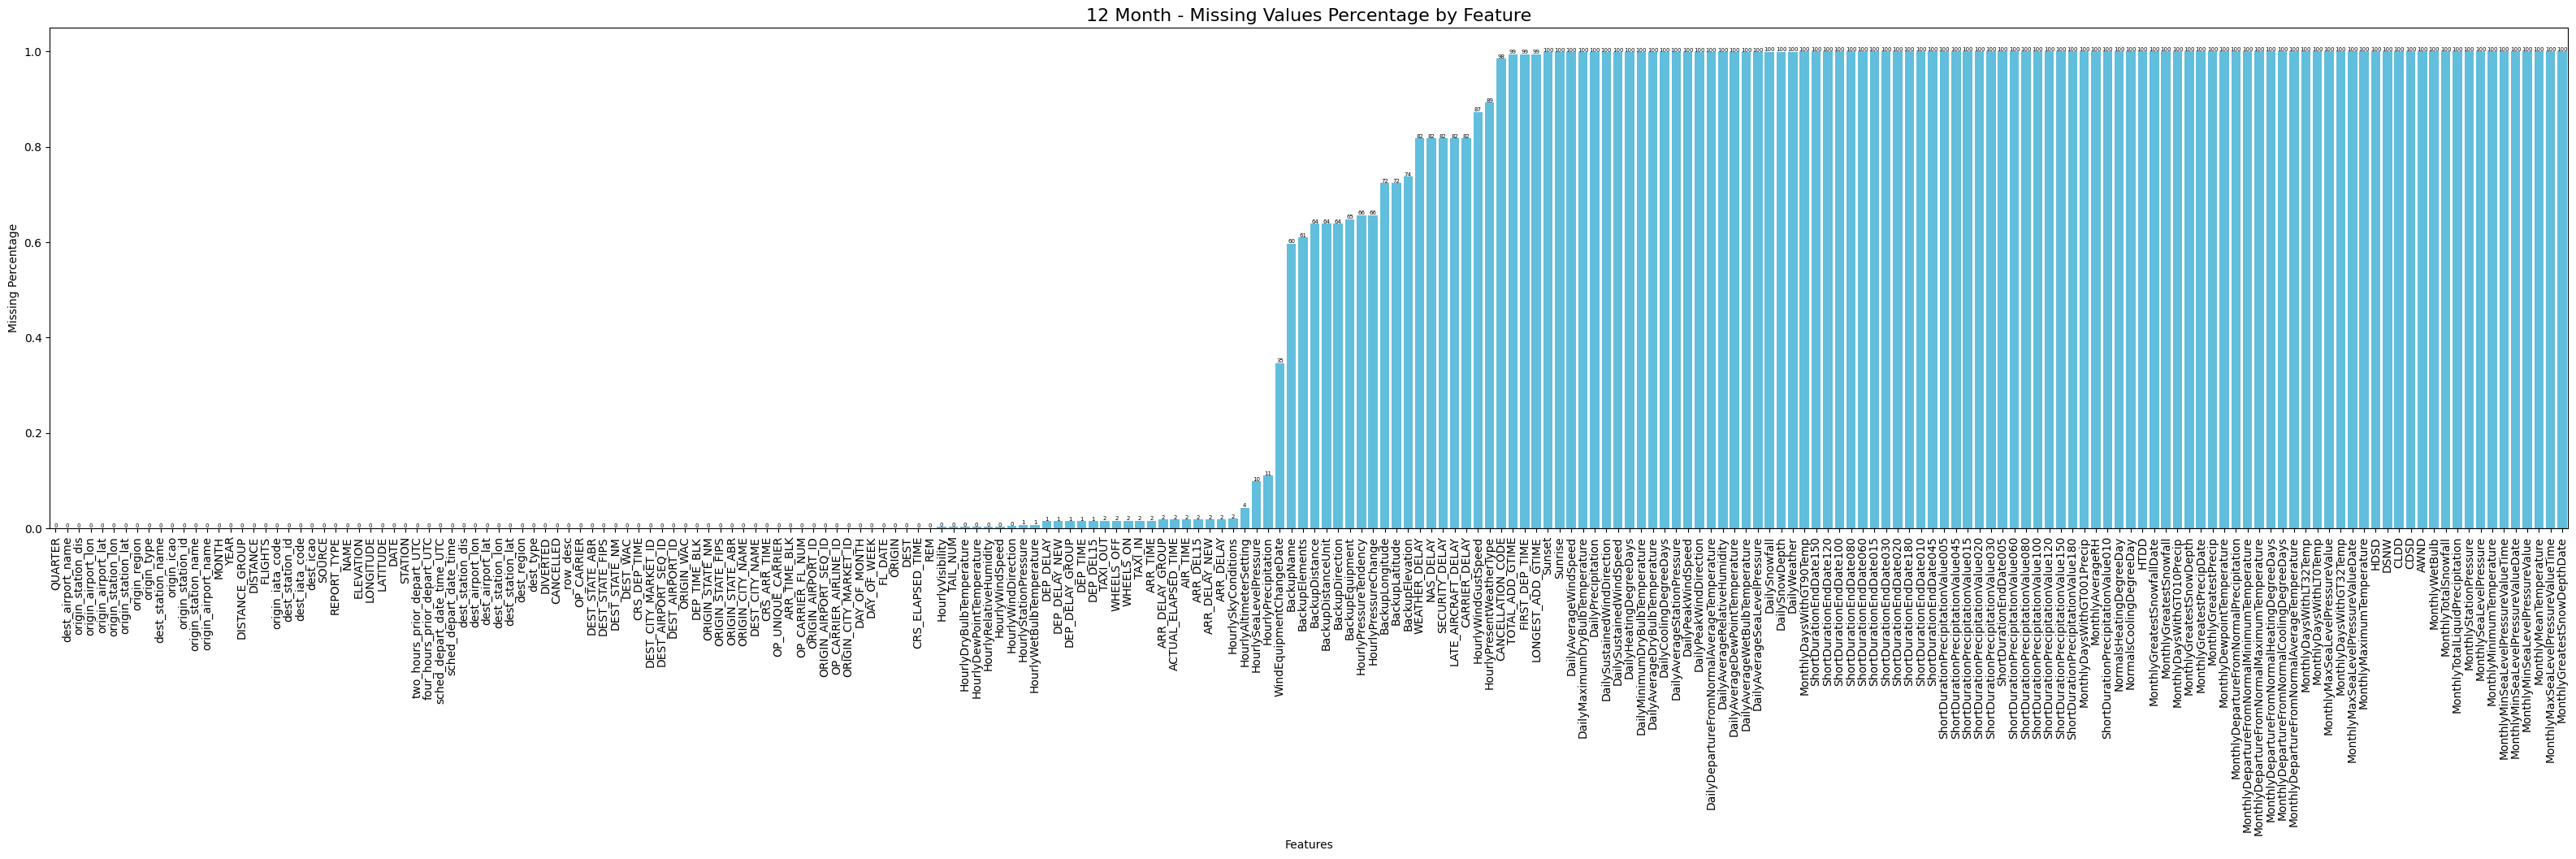 12 Month - Missing Values Percentage by Feature
Missing Percentage
1.0
0.8
0.6
0.4
0.2
0.0
QUARTER
dest_airport_name
origin_station_dis
origin_airport_lon
origin_airport_lat
origin_station_lon
origin_station_lat
origin_region
origin_type
dest_station_name
origin_icao
origin_station_id
origin_station_name
origin_airport_name
MONTH
YEAR
DISTANCE_GROUP
DISTANCE
FLIGHTS
origin_iata_code
dest_station_id
dest_iata_code
dest_icao
SOURCE
REPORT_TYPE
NAME
ELEVATION
LONGITUDE
LATITUDE
DATE
STATION
two_hours_prior_depart_UTC
four_hours_prior_depart_UTC
sched_depart_date_time_UTC
sched_depart_date_time
dest_station_dis
dest_airport_lon
dest_airport_lat
dest_station_lon
dest_station_lat
dest_region
dest_type
DIVERTED
CANCELLED
row_desc
OP_CARRIER
DEST_STATE_ABR
DEST_STATE_FIPS
DEST_STATE_NM
DEST_WAC
CRS_DEP_TIME
DEST_CITY_MARKET_ID
DEST_AIRPORT_SEQ_ID
DEST_AIRPORT_ID
ORIGIN_WAC
DEP_TIME_BLK
ORIGIN_STATE_NM
ORIGIN_STATE_FIPS
ORIGIN_STATE_ABR
ORIGIN_CITY_NAME
DEST_CITY_NAME
CRS_ARR_TIME
OP_UNIQUE_CARRIER
ARR_TIME_BLK
OP_CARRIER_FL_NUM
ORIGIN_AIRPORT_ID
ORIGIN_AIRPORT_SEQ_ID
OP_CARRIER_AIRLINE_ID
ORIGIN_CITY_MARKET_ID
DAY_OF_MONTH
DAY_OF_WEEK
FL_DATE
ORIGIN
DEST
CRS_ELAPSED_TIME
REM
HourlyVisibility
TAIL_NUM
HourlyDryBulbTemperature
HourlyDewPointTemperature
HourlyRelativeHumidity
HourlyWindSpeed
HourlyWindDirection
HourlyStationPressure
HourlyWetBulbTemperature
DEP_DELAY
DEP_DELAY_NEW
DEP_DELAY_GROUP
DEP_TIME
DEP_DEL15
TAXI_OUT
WHEELS_OFF
WHEELS_ON
TAXI_IN
ARR_TIME
ARR_DELAY_GROUP
ACTUAL_ELAPSED_TIME
AIR_TIME
ARR_DEL15
ARR_DELAY_NEW
ARR_DELAY
HourlySkyConditions
HourlyAltimeterSetting
HourlySeaLevelPressure
HourlyPrecipitation
WindEquipmentChangeDate
BackupName
BackupElements
BackupDistance
BackupDistanceUnit
BackupDirection
BackupEquipment
HourlyPressureTendency
HourlyPressureChange
BackupLongitude
BackupLatitude
BackupElevation
WEATHER_DELAY
NAS_DELAY
SECURITY_DELAY
LATE_AIRCRAFT_DELAY
CARRIER_DELAY
HourlyWindGustSpeed
HourlyPresentWeatherType
CANCELLATION_CODE
TOTAL_ADD_GTIME
FIRST_DEP_TIME
LONGEST_ADD_GTIME
Sunset
Sunrise
DailyAverageWindSpeed
DailyMaximumDryBulbTemperature
DailyPrecipitation
DailySustainedWindDirection
DailySustainedWindSpeed
DailyHeatingDegreeDays
DailyMinimumDryBulbTemperature
DailyAverageDryBulbTemperature
DailyCoolingDegreeDays
DailyAverageStationPressure
DailyPeakWindSpeed
DailyPeakWindDirection
DailyDepartureFromNormalAverageTemperature
DailyAverageRelativeHumidity
DailyAverageDewPointTemperature
DailyAverageWetBulbTemperature
DailyAverageSeaLevelPressure
DailySnowfall
DailySnowDepth
DailyWeather
MonthlyDaysWithGT90Temp
ShortDurationEndDate150
ShortDurationEndDate120
ShortDurationEndDate100
ShortDurationEndDate080
ShortDurationEndDate060
ShortDurationEndDate015
ShortDurationEndDate030
ShortDurationEndDate020
ShortDurationEndDate180
ShortDurationEndDate010
ShortDurationEndDate045
ShortDurationPrecipitationValue005
ShortDurationPrecipitationValue045
ShortDurationPrecipitationValue015
ShortDurationPrecipitationValue020
ShortDurationPrecipitationValue030
ShortDurationEndDate005
ShortDurationPrecipitationValue060
ShortDurationPrecipitationValue080
ShortDurationPrecipitationValue100
ShortDurationPrecipitationValue120
ShortDurationPrecipitationValue150
ShortDurationPrecipitationValue180
MonthlyDaysWithGT001Precip
MonthlyAverageRH
ShortDurationPrecipitationValue010
NormalsHeatingDegreeDay
NormalsCoolingDegreeDay
HTDD
MonthlyGreatestSnowfallDate
MonthlyGreatestSnowfall
MonthlyDaysWithGT010Precip
MonthlyGreatestSnowDepth
MonthlyGreatestPrecipDate
MonthlyGreatestPrecip
MonthlyDewpointTemperature
MonthlyDepartureFromNormalPrecipitation
MonthlyDepartureFromNormalMinimumTemperature
MonthlyDepartureFromNormalMaximumTemperature
MonthlyDepartureFromNormalHeatingDegreeDays
MonthlyDepartureFromNormalCoolingDegreeDays
MonthlyDepartureFromNormalAverageTemperature
MonthlyDaysWithLT32Temp
MonthlyDaysWithLT0Temp
MonthlyMaxSeaLevelPressureValue
MonthlyDaysWithGT32Temp
MonthlyMaxSeaLevelPressureValueDate
MonthlyMaximumTemperature
HDSD
DSNW
CLDD
CDSD
AWND
MonthlyWetBulb
MonthlyTotalSnowfall
MonthlyTotalLiquidPrecipitation
MonthlyStationPressure
MonthlySeaLevelPressure
MonthlyMinimumTemperature
MonthlyMinSeaLevelPressureValueTime
MonthlyMinSeaLevelPressureValueDate
MonthlyMinSeaLevelPressureValue
MonthlyMeanTemperature
MonthlyMaxSeaLevelPressureValueTime
MonthlyGreatestSnowDepthDate
Features